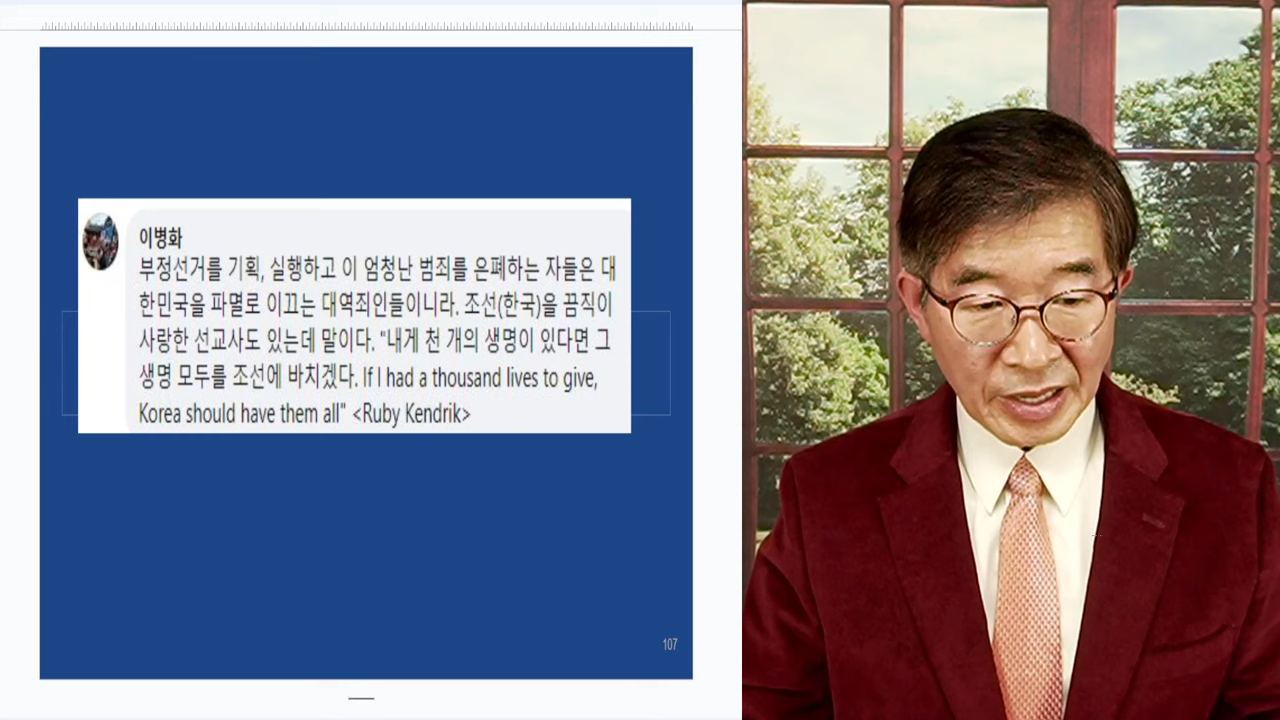 이병화
부정선거를 기획, 실행하고 이 엄청난 범죄를 은폐하는 자들은 대
한민국을 파멸로 이끄는 대역죄인들이니라. 조선(한국)을 끔직이
사랑한 선교사도 있는데 말이다. "내게 천 개의 생명이 있다면 그
생명 모두를 조선에 바치겠다. If I had a thousand lives to give,
Korea should have them all" <Ruby Kendrik>
107